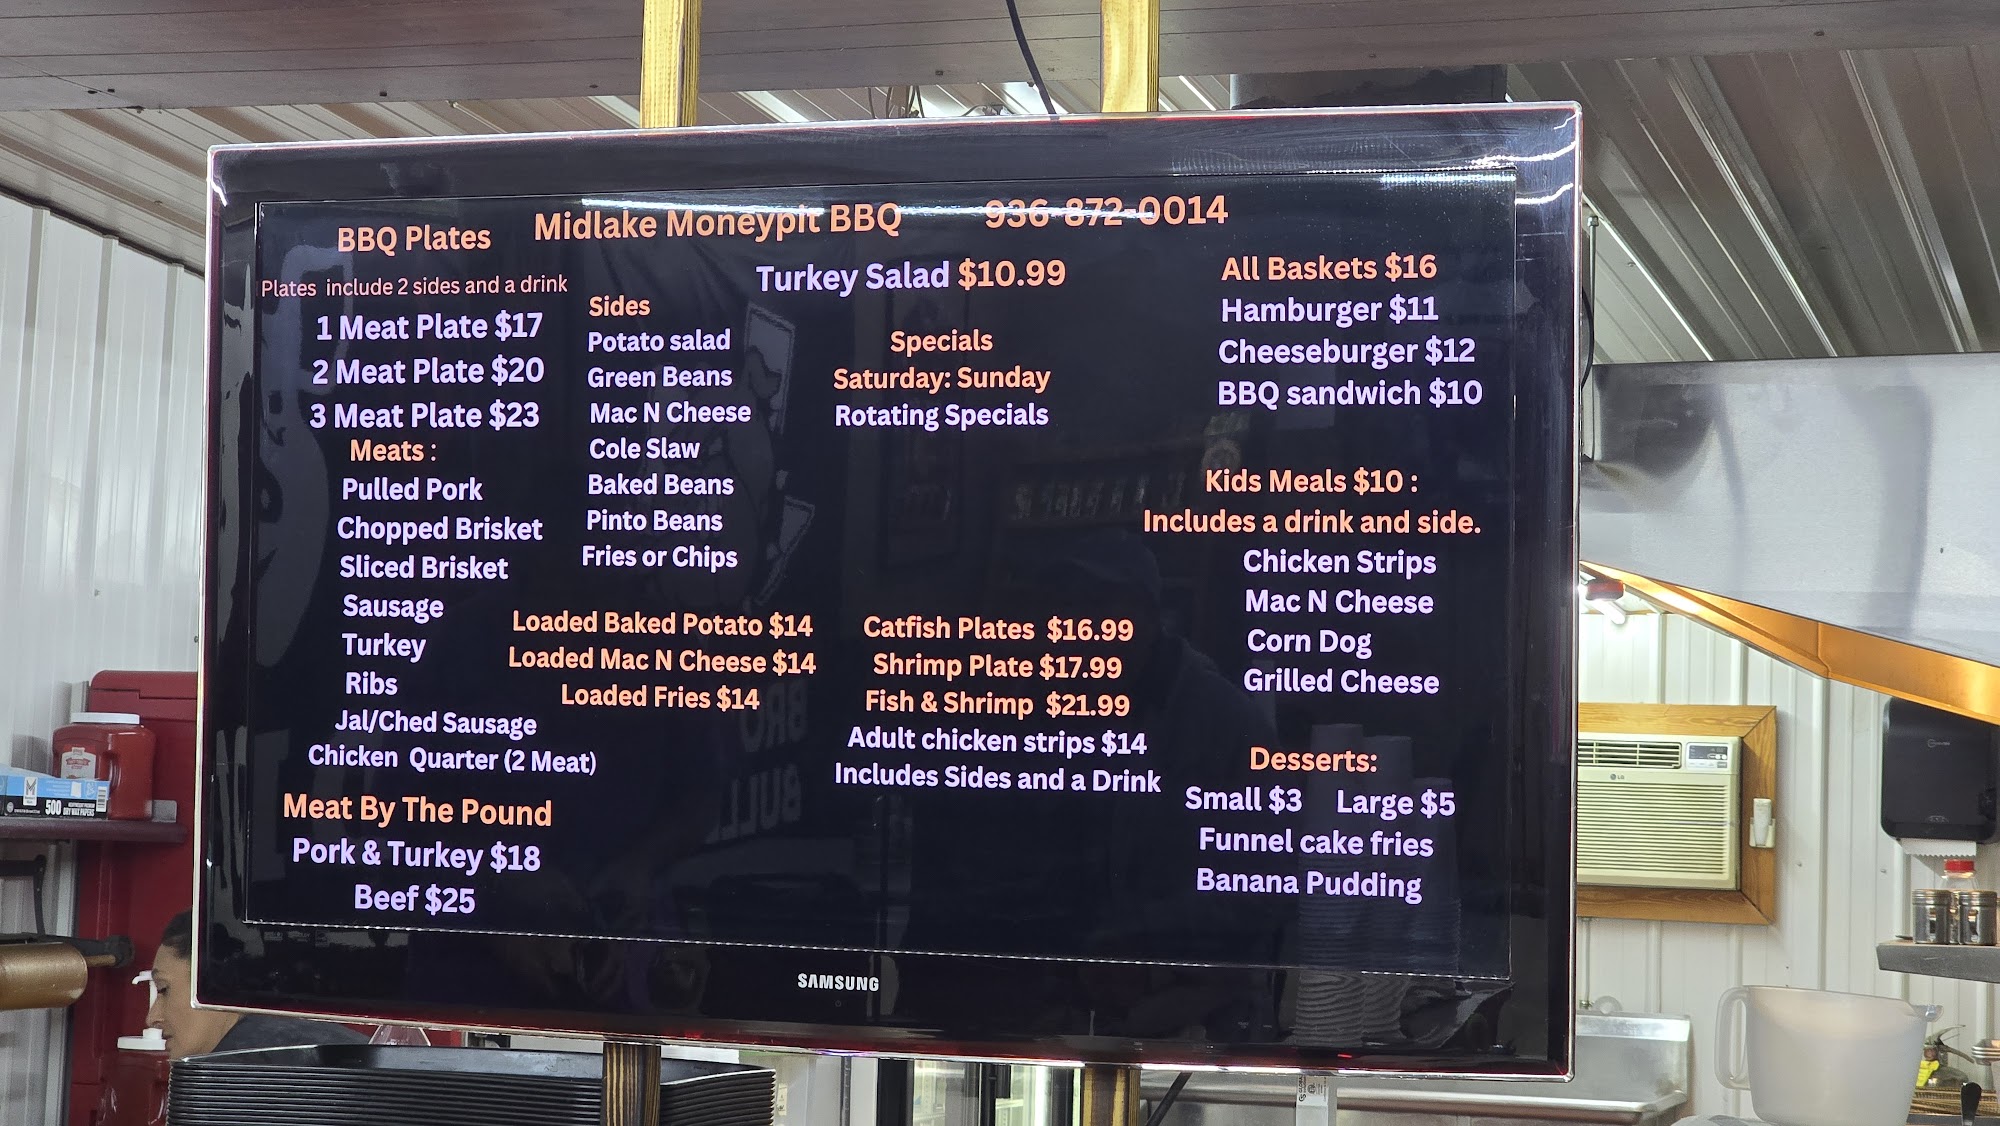 Midlake Moneypit BBQ 936-872-0014
BBQ Plates
Plates include 2 sides and a drink
1 Meat Plate $17
2 Meat Plate $20
3 Meat Plate $23
Meats :
Pulled Pork
Chopped Brisket
Sliced Brisket
Sausage
Turkey
Ribs
Jal/Ched Sausage
Chicken Quarter (2 Meat)
Meat By The Pound
Pork & Turkey $18
Beef $25
Sides
Potato salad
Green Beans
Mac N Cheese
Cole Slaw
Baked Beans
Pinto Beans
Fries or Chips
Loaded Baked Potato $14
Loaded Mac N Cheese $14
Loaded Fries $14
Turkey Salad $10.99
Specials
Saturday: Sunday
Rotating Specials
Catfish Plates $16.99
Shrimp Plate $17.99
Fish & Shrimp $21.99
Adult chicken strips $14
Includes Sides and a Drink
All Baskets $16
Hamburger $11
Cheeseburger $12
BBQ sandwich $10
Kids Meals $10 :
Includes a drink and side.
Chicken Strips
Mac N Cheese
Corn Dog
Grilled Cheese
Desserts:
Small $3 Large $5
Funnel cake fries
Banana Pudding
SAMSUNG
M
500
DRY WAX PAPERS
LG